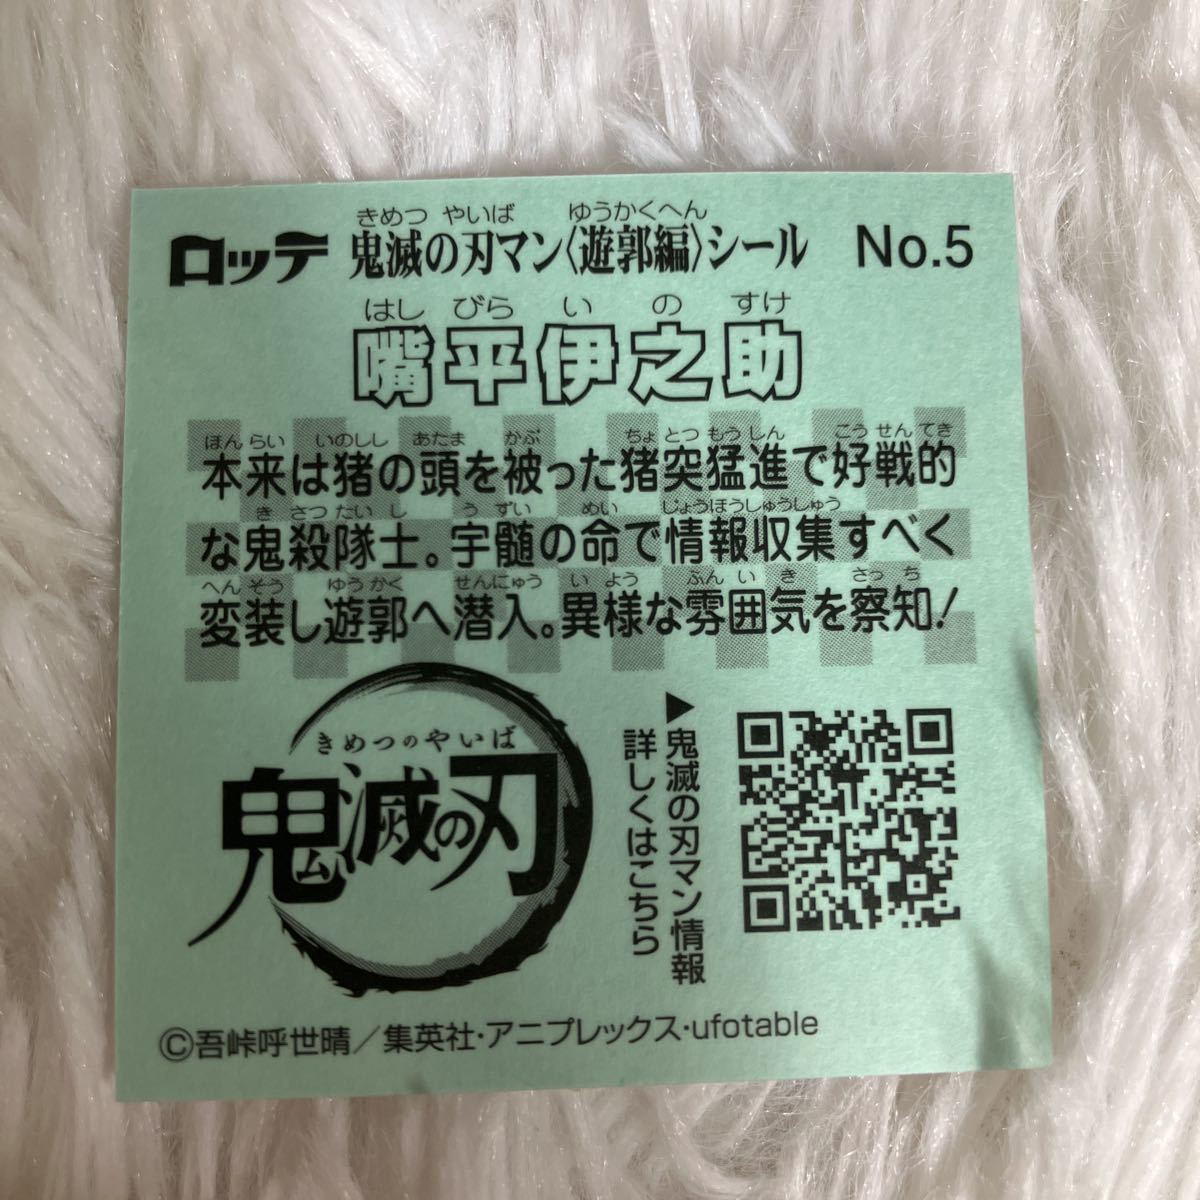 きめつ やいば ゆうかくへん
ロッテ 鬼滅の刃マン〈遊郭編〉シール No.5
はし びら い の すけ
嘴平伊之助
ほんらい いのしし あたま かぶ ちょとつもうしん こうせんてき
本来は猪の頭を被った猪突猛進で好戦的
き さつたいし うずい めい じょうほうしゅうしゅう
な鬼殺隊士。宇髄の命で情報収集すべく
へんそう ゆうかく せんにゅう いよう ふんいき さっち
変装し遊郭へ潜入。異様な雰囲気を察知!
きめつのやいば
鬼滅の刃
▶鬼滅の刃マン情報
詳しくはこちら
©吾峠呼世晴/集英社・アニプレックス・ufotable